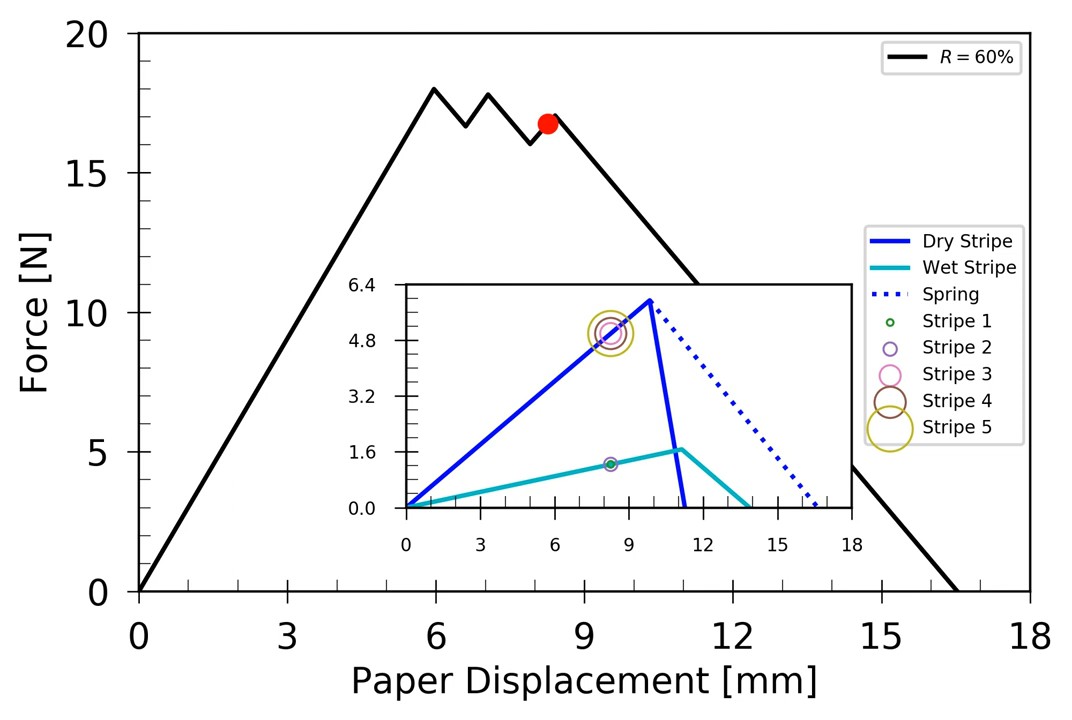 20
15
10
5
0
Force [N]
R = 60%
Dry Stripe
Wet Stripe
Spring
Stripe 1
Stripe 2
Stripe 3
Stripe 4
Stripe 5
6.4
4.8
3.2
1.6
0.0
0 3 6 9 12 15 18
0 3 6 9 12 15 18
Paper Displacement [mm]